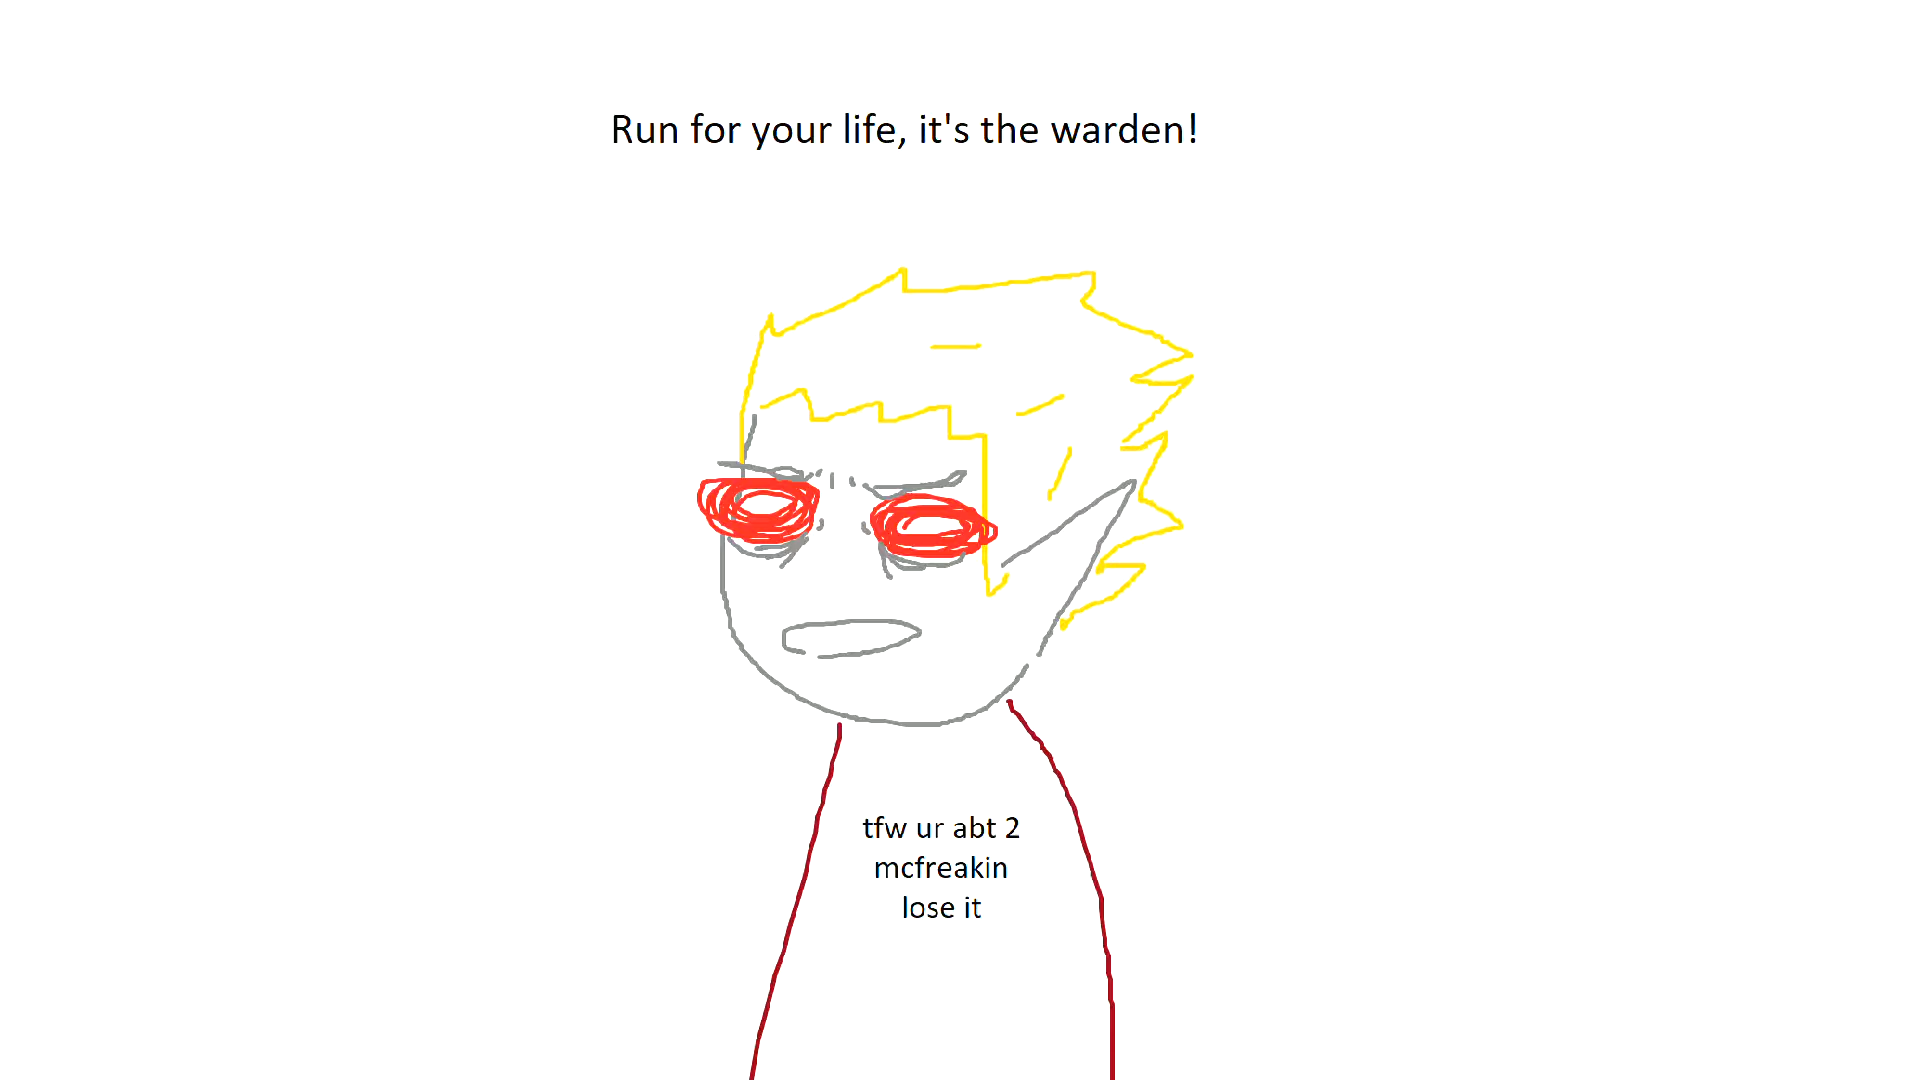 Run for your life, it's the warden!
tfw ur abt 2
mcfreakin
lose it